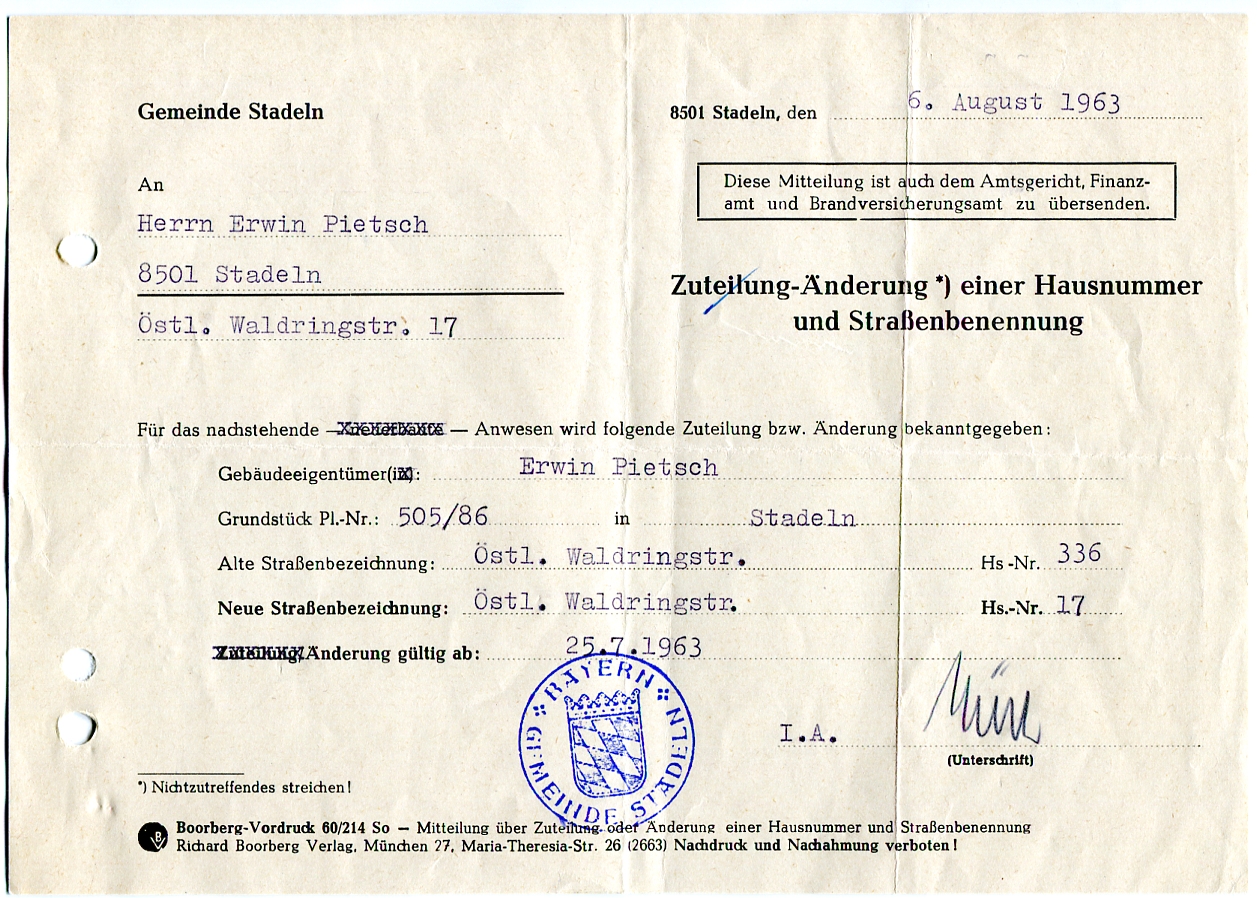 Gemeinde Stadeln
8501 Stadeln, den 6. August 1963
An
Herrn Erwin Pietsch
8501 Stadeln
Östl. Waldringstr. 17
Diese Mitteilung ist auch dem Amtsgericht, Finanz-
amt und Brandversicherungsamt zu übersenden.
Zuteilung-Änderung *) einer Hausnummer
und Straßenbenennung
Für das nachstehende — — Anwesen wird folgende Zuteilung bzw. Änderung bekanntgegeben:
Gebäudeeigentümer(in): Erwin Pietsch
Grundstück Pl.-Nr.: 505/86 in Stadeln
Alte Straßenbezeichnung: Östl. Waldringstr. Hs -Nr. 336
Neue Straßenbezeichnung: Östl. Waldringstr. Hs.-Nr. 17
Zuteilung/Änderung gültig ab: 25.7.1963
BAYERN
GEMEINDE STADELN
I.A.
(Unterschrift)
*) Nichtzutreffendes streichen!
Boorberg-Vordruck 60/214 So — Mitteilung über Zuteilung oder Änderung einer Hausnummer und Straßenbenennung
Richard Boorberg Verlag, München 27, Maria-Theresia-Str. 26 (2663) Nachdruck und Nachahmung verboten!